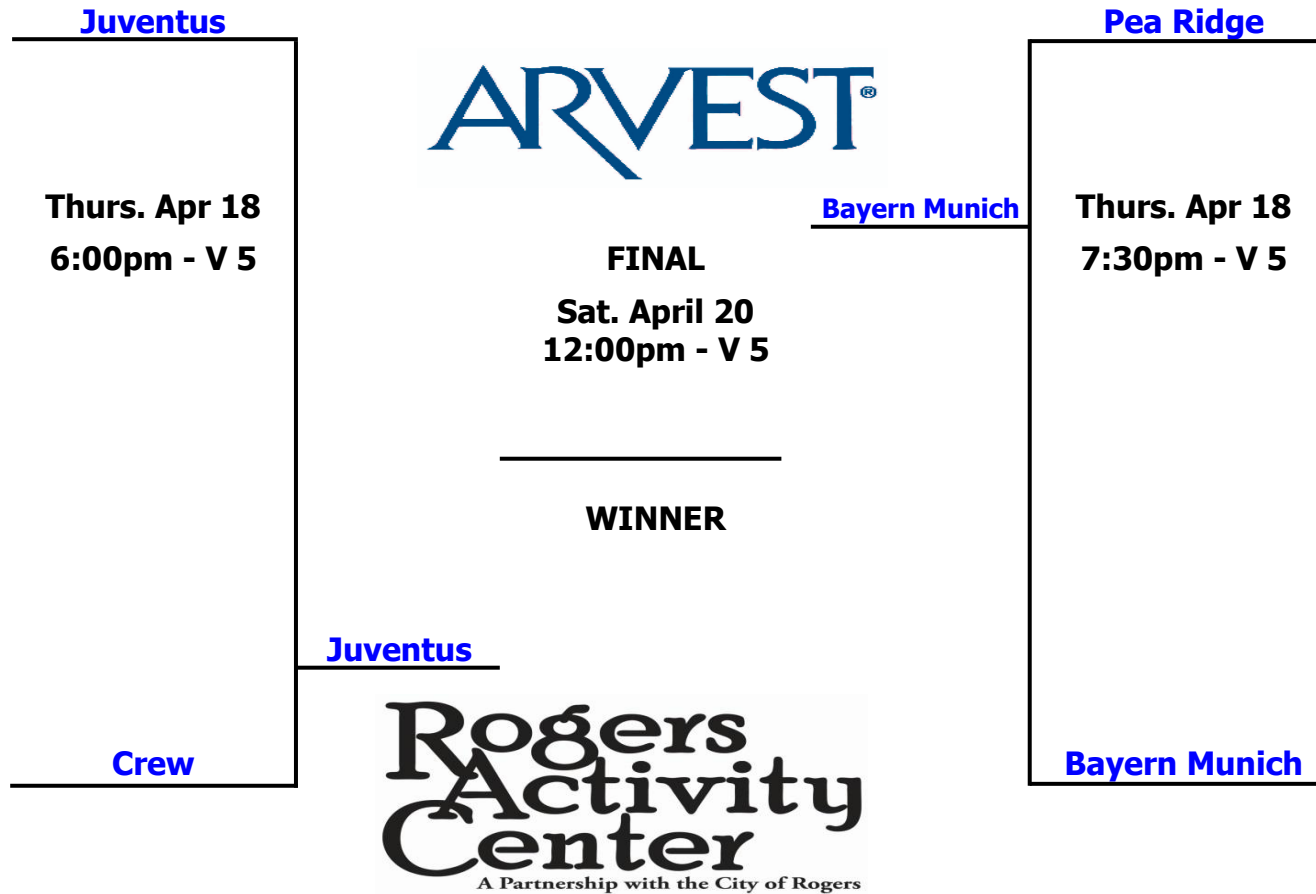 Juventus
Pea Ridge
ARVEST®
Thurs. Apr 18
6:00pm - V 5
Bayern Munich
Thurs. Apr 18
7:30pm - V 5
FINAL
Sat. April 20
12:00pm - V 5
WINNER
Juventus
Crew
Bayern Munich
Rogers
Activity
Center
A Partnership with the City of Rogers